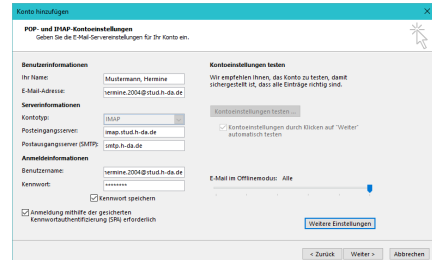 Konto hinzufügen
POP- und IMAP-Kontoeinstellungen
Geben Sie die E-Mail-Servereinstellungen für Ihr Konto ein.
Benutzerinformationen
Ihr Name: Mustermann, Hermine
E-Mail-Adresse: hermine.2004@stud.h-da.de
Serverinformationen
Kontotyp: IMAP
Posteingangsserver: imap.stud.h-da.de
Postausgangsserver (SMTP): smtp.h-da.de
Anmeldeinformationen
Benutzername: hermine.2004@stud.h-da.de
Kennwort: ********
Kennwort speichern
Anmeldung mithilfe der gesicherten
Kennwortauthentifizierung (SPA) erforderlich
Kontoeinstellungen testen
Wir empfehlen Ihnen, das Konto zu testen, damit
sichergestellt ist, dass alle Einträge richtig sind.
Kontoeinstellungen testen ...
Kontoeinstellungen durch Klicken auf "Weiter"
automatisch testen
E-Mail im Offlinemodus: Alle
Weitere Einstellungen
< Zurück
Weiter >
Abbrechen